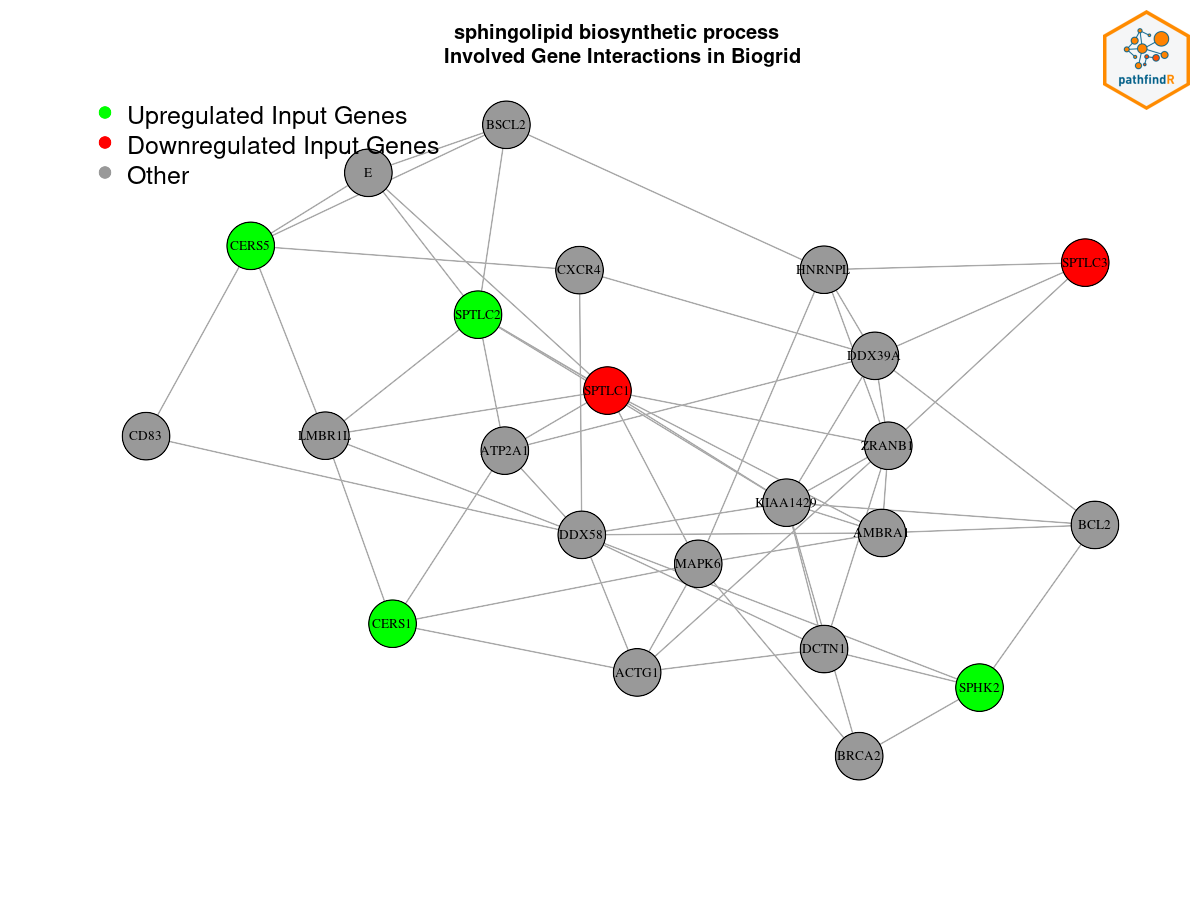 sphingolipid biosynthetic process
Involved Gene Interactions in Biogrid
pathfindR
Upregulated Input Genes
Downregulated Input Genes
Other
BSCL2
E
CERS5
CXCR4
HNRNPL
SPTLC3
SPTLC2
DDX39A
SPTLC1
CD83
LMBR1L
ATP2A1
ZRANB1
KIAA1429
DDX58
AMBRA1
BCL2
MAPK6
CERS1
DCTN1
ACTG1
SPHK2
BRCA2